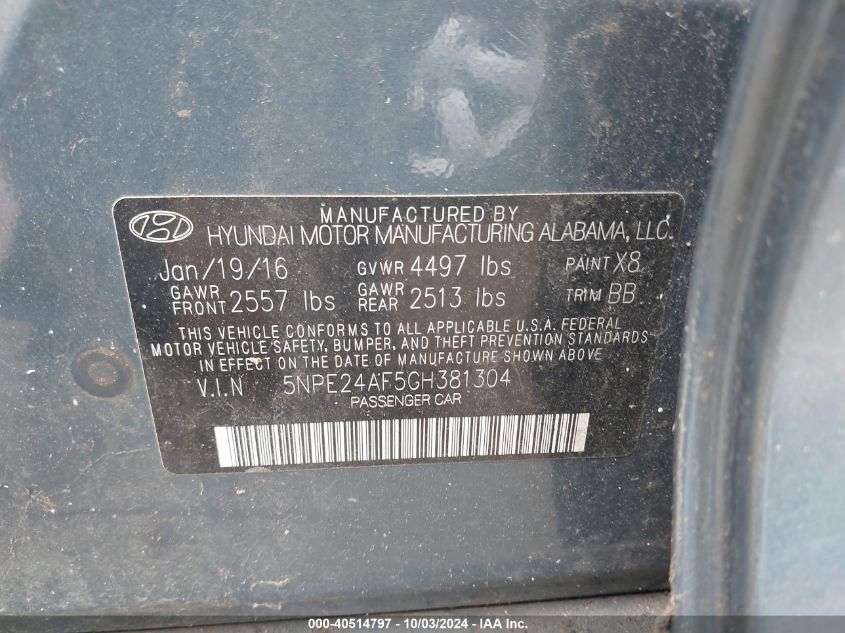 MANUFACTURED BY
HYUNDAI MOTOR MANUFACTURING ALABAMA, LLC.
Jan/19/16 GVWR 4497 lbs PAINT X8
GAWR FRONT 2557 lbs GAWR REAR 2513 lbs TRIM BB
THIS VEHICLE CONFORMS TO ALL APPLICABLE U.S.A. FEDERAL
MOTOR VEHICLE SAFETY, BUMPER, AND THEFT PREVENTION STANDARDS
IN EFFECT ON THE DATE OF MANUFACTURE SHOWN ABOVE
V.I.N 5NPE24AF5GH381304
PASSENGER CAR
000-40514797 - 10/03/2024 - IAA Inc.